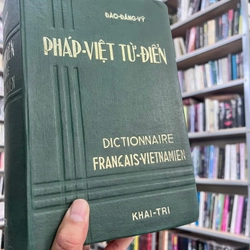 ĐÀO-ĐĂNG-VỸ
PHÁP-VIỆT TỪ-ĐIỂN
DICTIONNAIRE
FRANÇAIS-VIETNAMIEN
KHAI-TRÍ